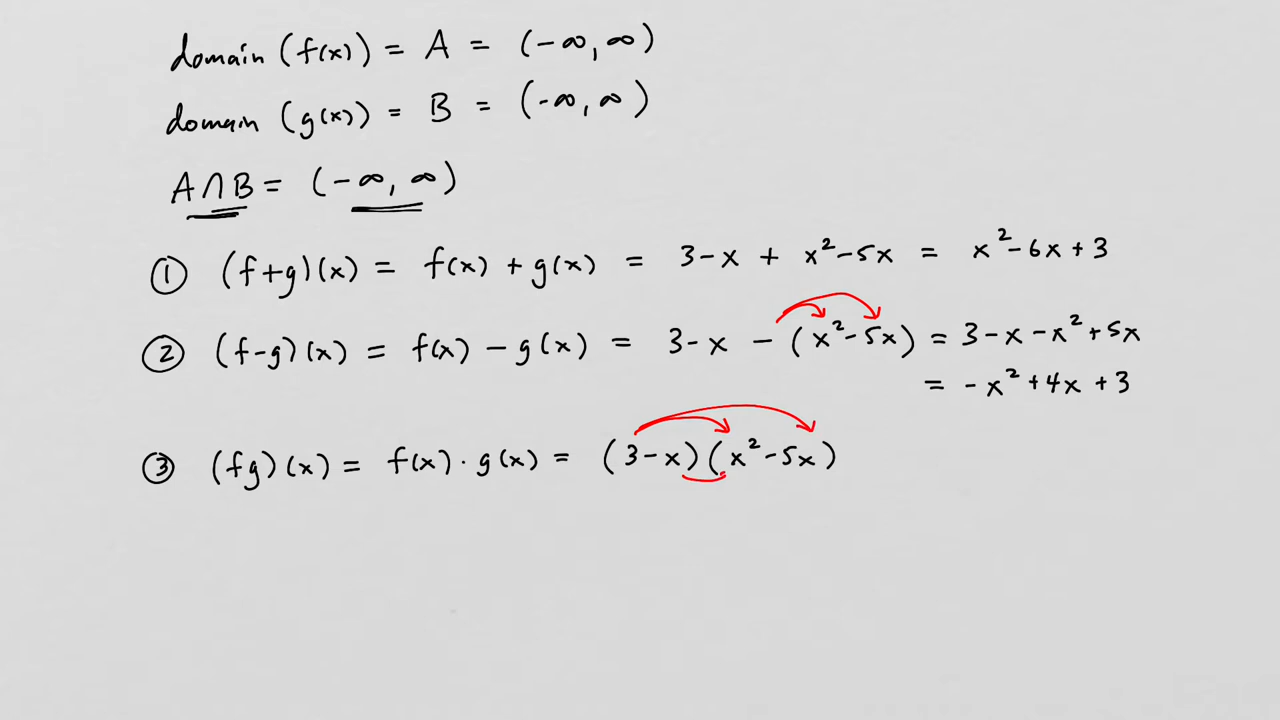 domain (f(x)) = A = (-∞, ∞)
domain (g(x)) = B = (-∞, ∞)
A∩B = (-∞, ∞)
① (f+g)(x) = f(x) + g(x) = 3-x + x²-5x = x²-6x+3
② (f-g)(x) = f(x) - g(x) = 3-x - (x²-5x) = 3-x-x²+5x
= -x²+4x+3
③ (fg)(x) = f(x)·g(x) = (3-x)(x²-5x)